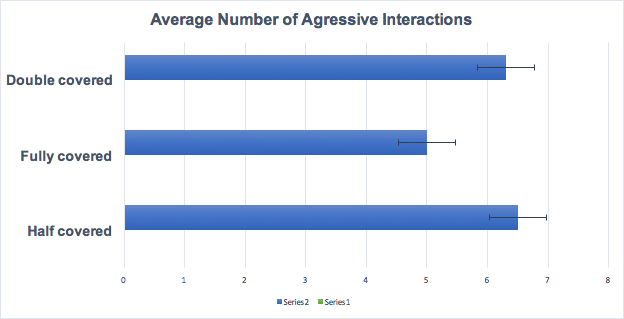 Average Number of Agressive Interactions
Double covered
Fully covered
Half covered
0 1 2 3 4 5 6 7 8
Series2 Series1